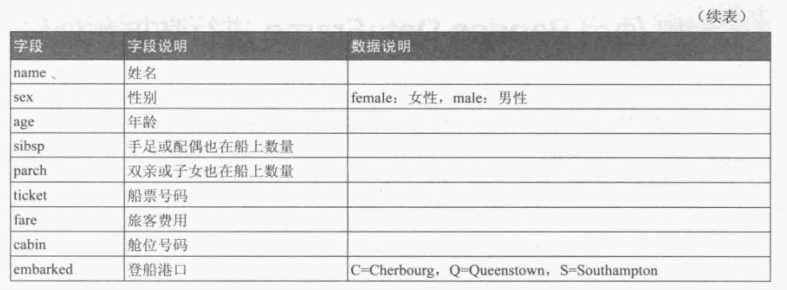 （续表）
字段 字段说明 数据说明
name 姓名
sex 性别 female：女性，male：男性
age 年龄
sibsp 手足或配偶也在船上数量
parch 双亲或子女也在船上数量
ticket 船票号码
fare 旅客费用
cabin 舱位号码
embarked 登船港口 C=Cherbourg，Q=Queenstown，S=Southampton